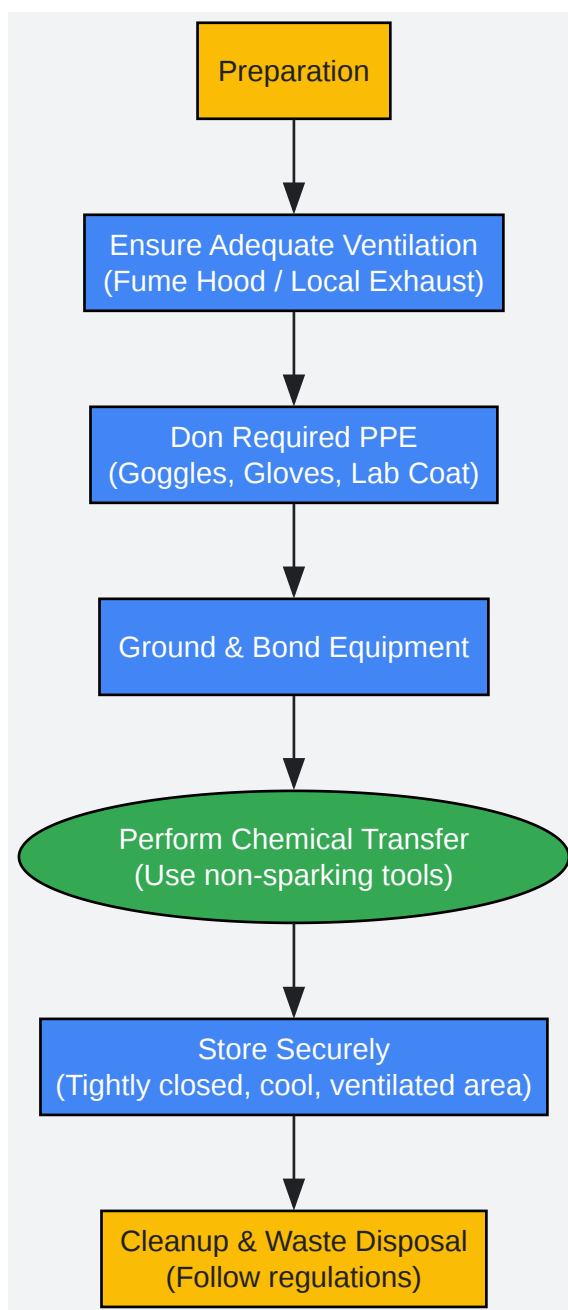 Preparation
Ensure Adequate Ventilation
(Fume Hood / Local Exhaust)
Don Required PPE
(Goggles, Gloves, Lab Coat)
Ground & Bond Equipment
Perform Chemical Transfer
(Use non-sparking tools)
Store Securely
(Tightly closed, cool, ventilated area)
Cleanup & Waste Disposal
(Follow regulations)